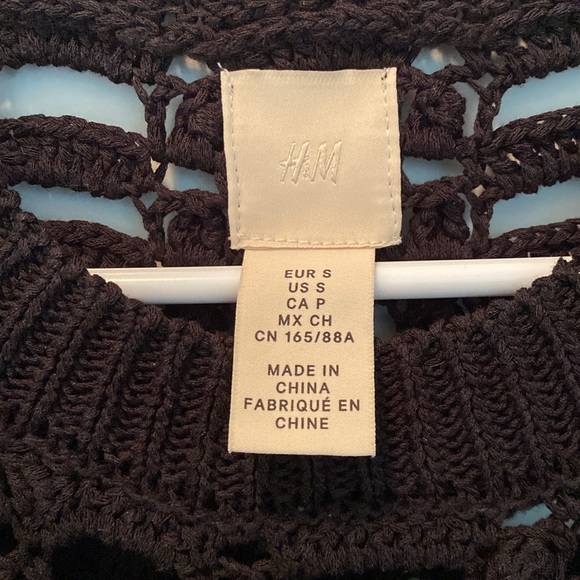 H&M
EUR S
US S
CA P
MX CH
CN 165/88A
MADE IN
CHINA
FABRIQUÉ EN
CHINE